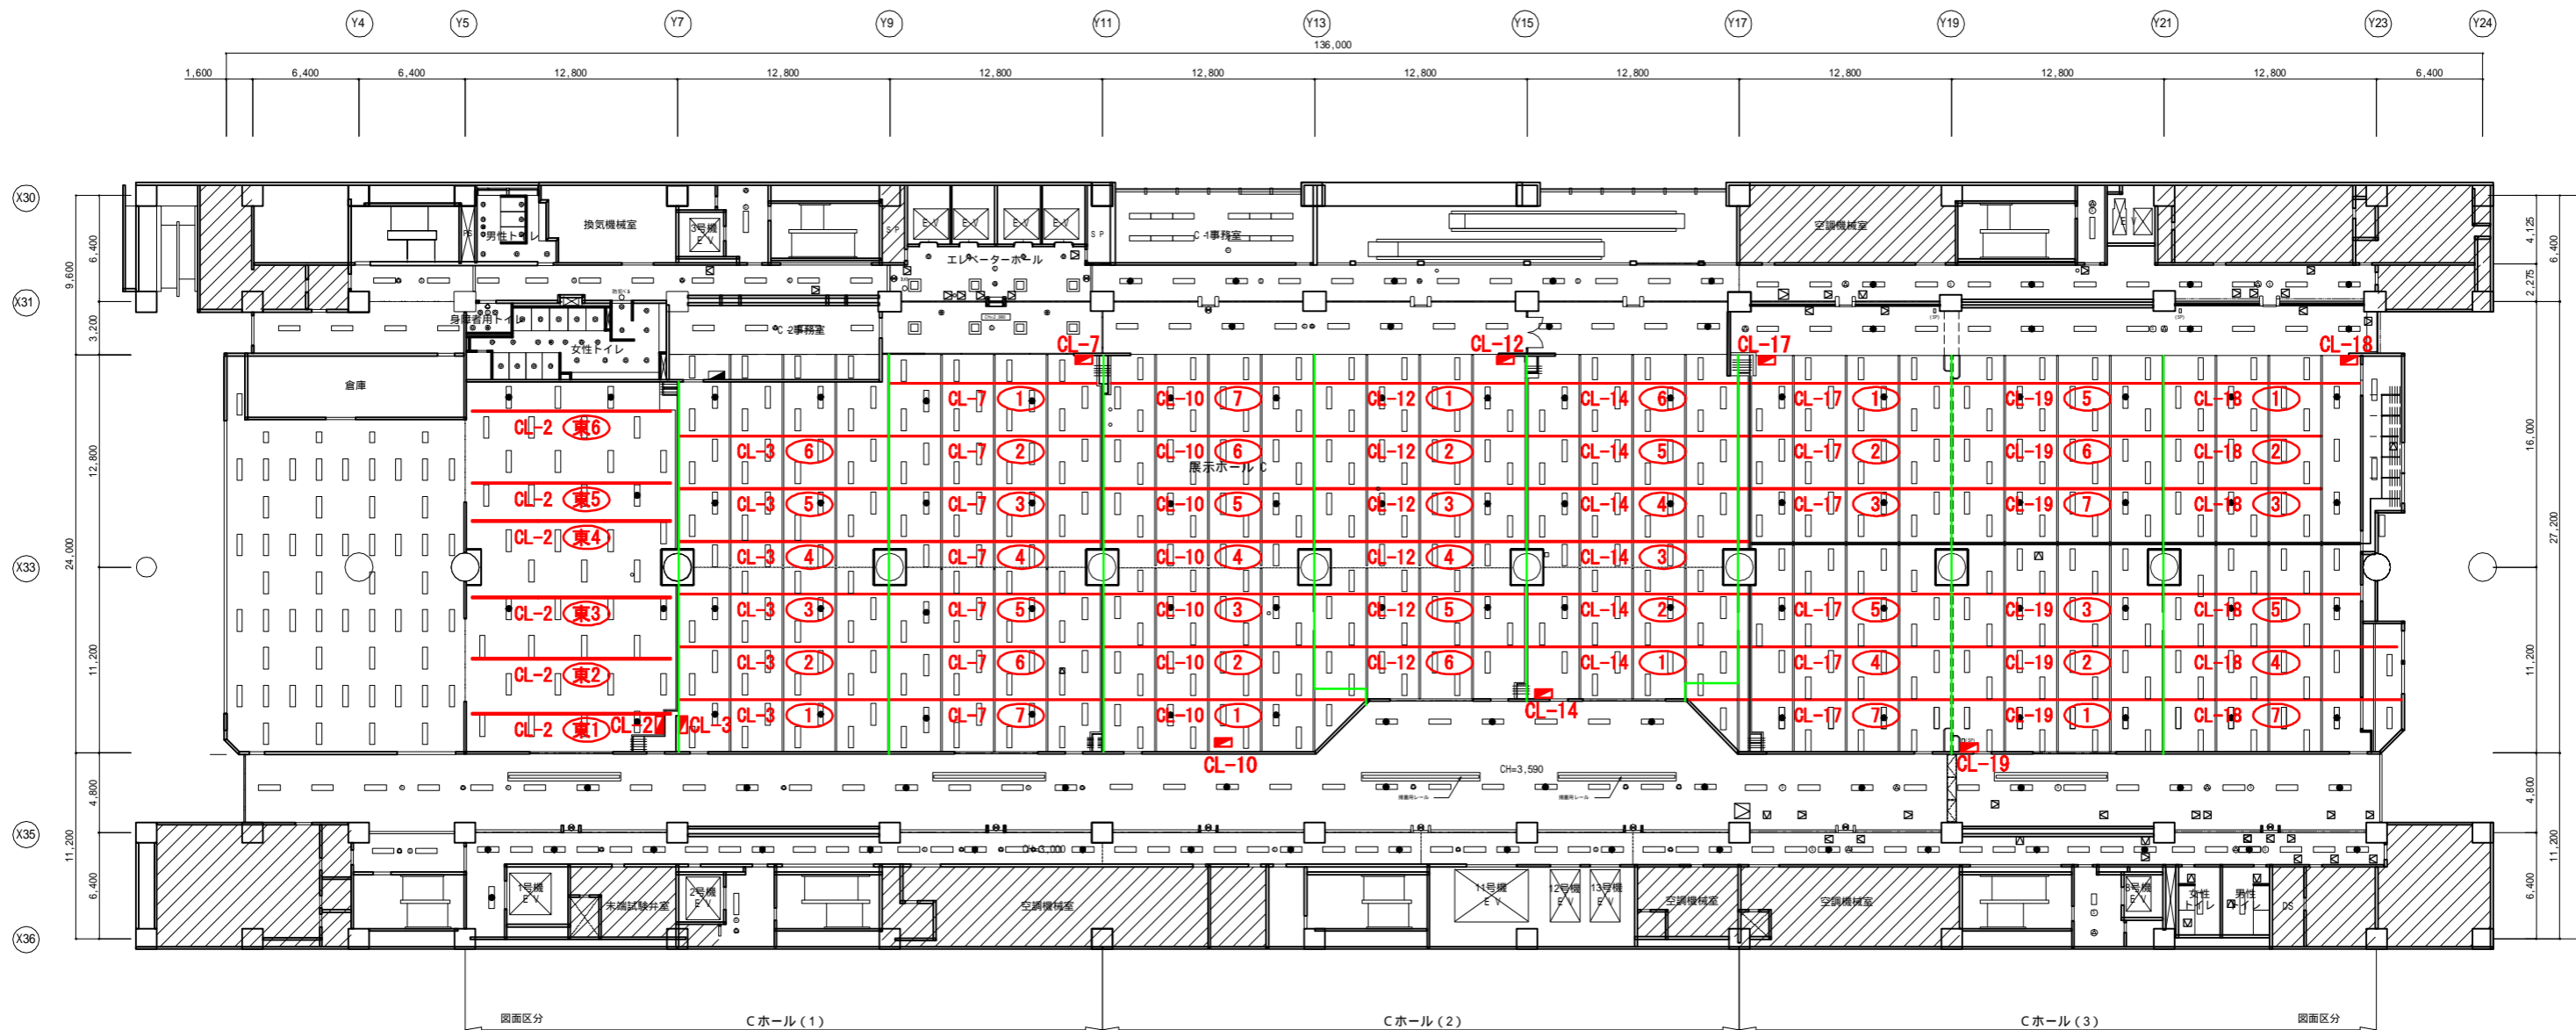 Y4 Y5 Y7 Y9 Y11 Y13 Y15 Y17 Y19 Y21 Y23 Y24
136,000
1,600 6,400 6,400 12,800 12,800 12,800 12,800 12,800 12,800 12,800 12,800 12,800 6,400
X30
X31
X33
X35
X36
9,600 6,400 3,200
24,000 12,800 11,200
11,200 4,800 6,400
4,125 2,275 6,400
16,000 11,200 27,200
4,800 6,400 11,200
PS 男性トイレ 換気機械室 3号機 EV SP EV EV EV EV SP C-1事務室 空調機械室 EV
エレベーターホール
身障者用トイレ C-2事務室
女性トイレ
倉庫
CL-7 CL-12 CL-17 CL-18
CL-7 1 CL-10 7 CL-12 1 CL-14 6 CL-17 1 CL-19 5 CL-18 1
CL-2 東6
CL-3 6 CL-7 2 CL-10 6 CL-12 2 CL-14 5 CL-17 2 CL-19 6 CL-18 2
展示ホール C
CL-2 東5
CL-3 5 CL-7 3 CL-10 5 CL-12 3 CL-14 4 CL-17 3 CL-19 7 CL-18 3
CL-2 東4
CL-3 4 CL-7 4 CL-10 4 CL-12 4 CL-14 3
CL-2 東3
CL-3 3 CL-7 5 CL-10 3 CL-12 5 CL-14 2 CL-17 5 CL-19 3 CL-18 5
CL-2 東2
CL-3 2 CL-7 6 CL-10 2 CL-12 6 CL-14 1 CL-17 4 CL-19 2 CL-18 4
CL-14
CL-2 東1 CL-2 CL-3
CL-3 1 CL-7 7 CL-10 1 CL-17 7 CL-19 1 CL-18 7
CL-10 CL-19
CH=3,590
CH=3,000
1号機 EV 末端試験弁室 2号機 EV 空調機械室 11号機 EV 12号機 EV 13号機 EV 空調機械室 空調機械室 8号機 EV 女性トイレ 男性トイレ DS
図面区分 Cホール(1) Cホール(2) Cホール(3) 図面区分